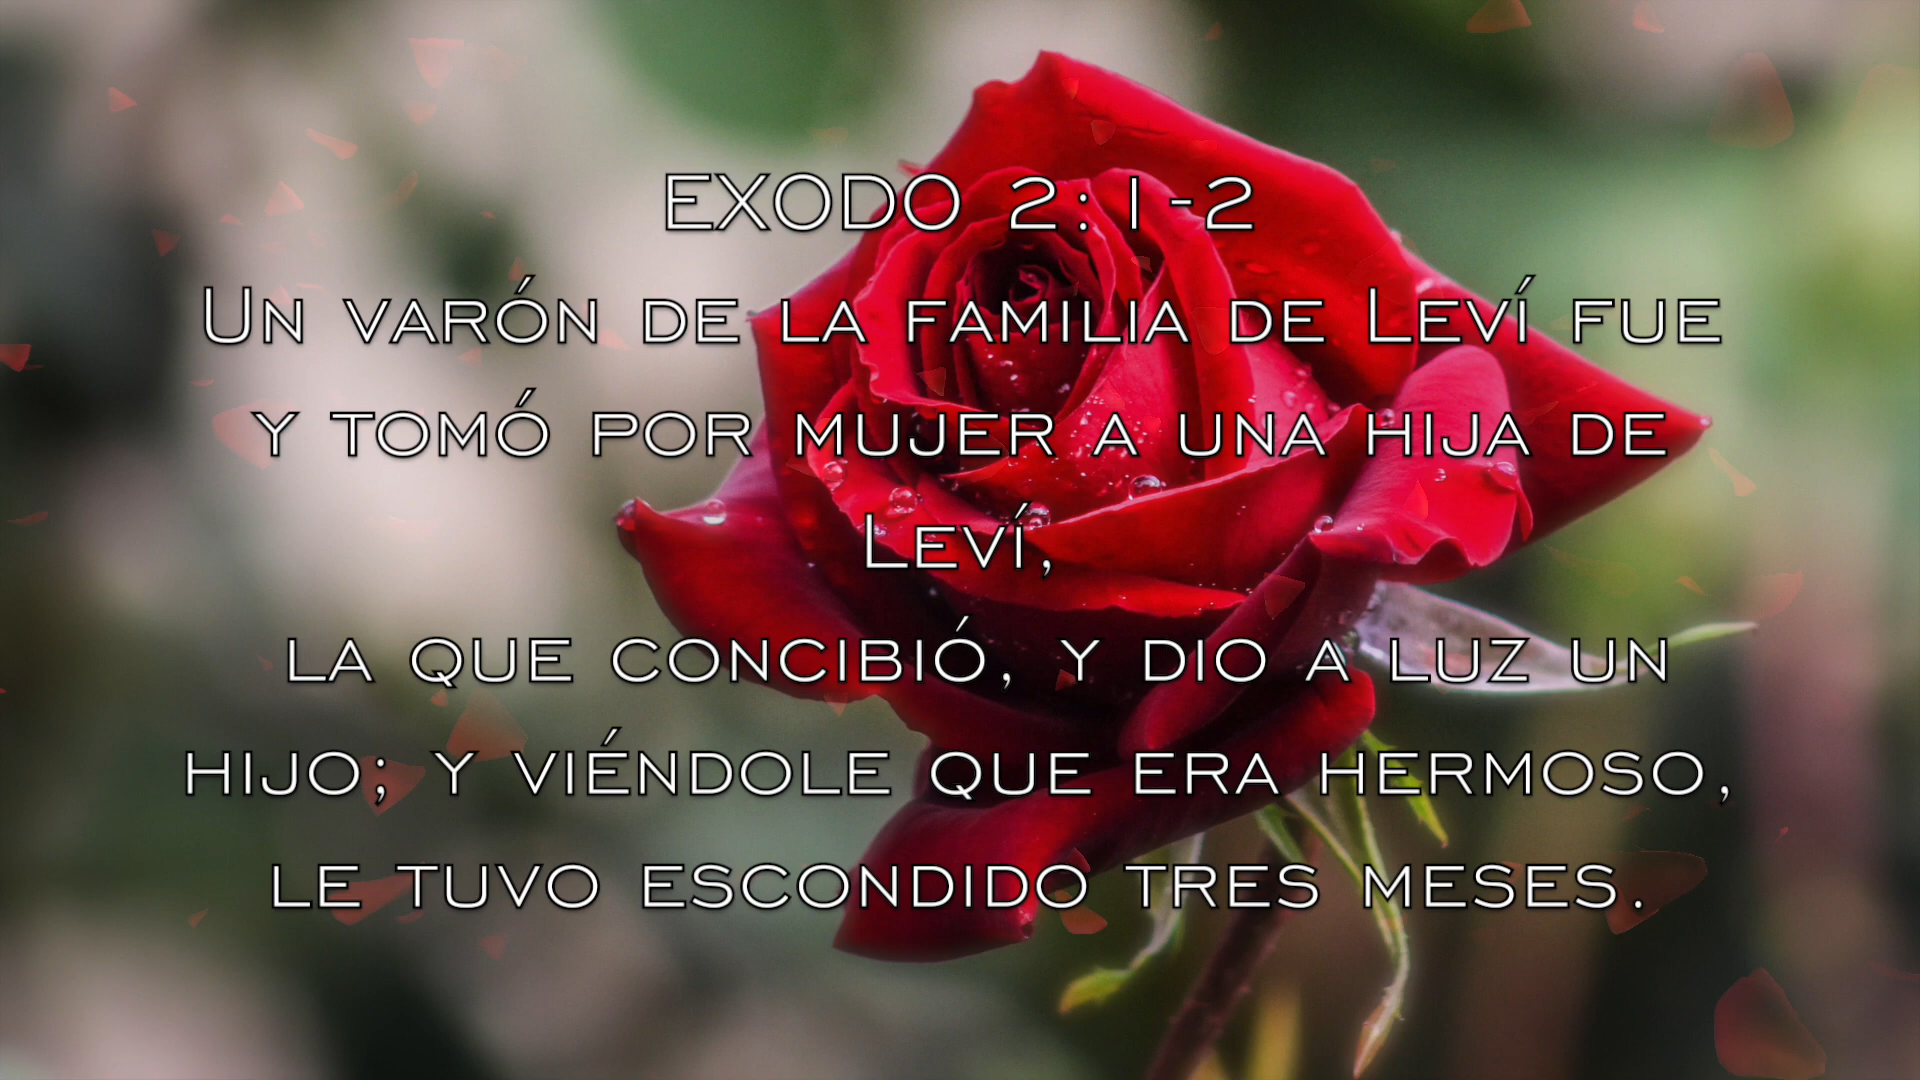 EXODO 2:1-2
Un varón de la familia de Leví fue
y tomó por mujer a una hija de
Leví,
la que concibió, y dio a luz un
hijo; y viéndole que era hermoso,
le tuvo escondido tres meses.